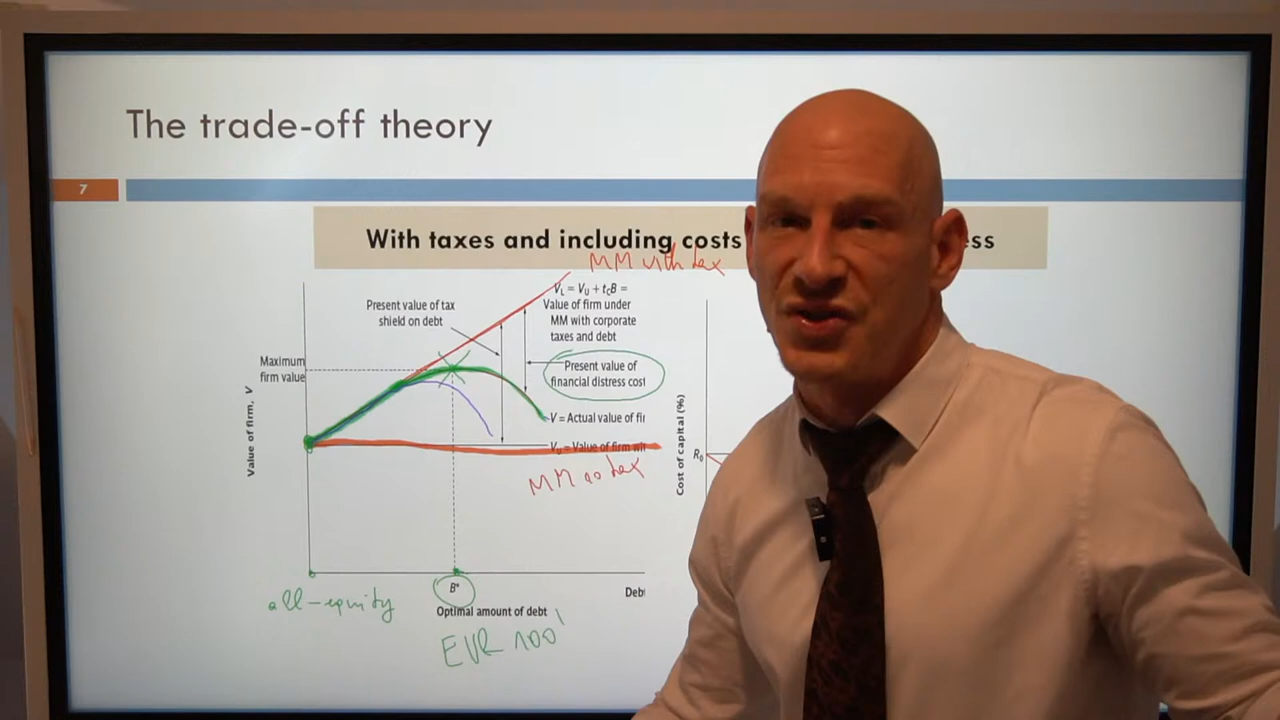 The trade-off theory
7
With taxes and including costs ess
MM with tax
V_L = V_U + t_C B =
Value of firm under
MM with corporate
taxes and debt
Present value of tax
shield on debt
Maximum
firm value
Present value of
financial distress cost
Value of firm, V
V = Actual value of fir
V_U = Value of firm wit
MM no tax
Cost of capital (%)
R_0
B*
Debt
all-equity
Optimal amount of debt
EUR 100'